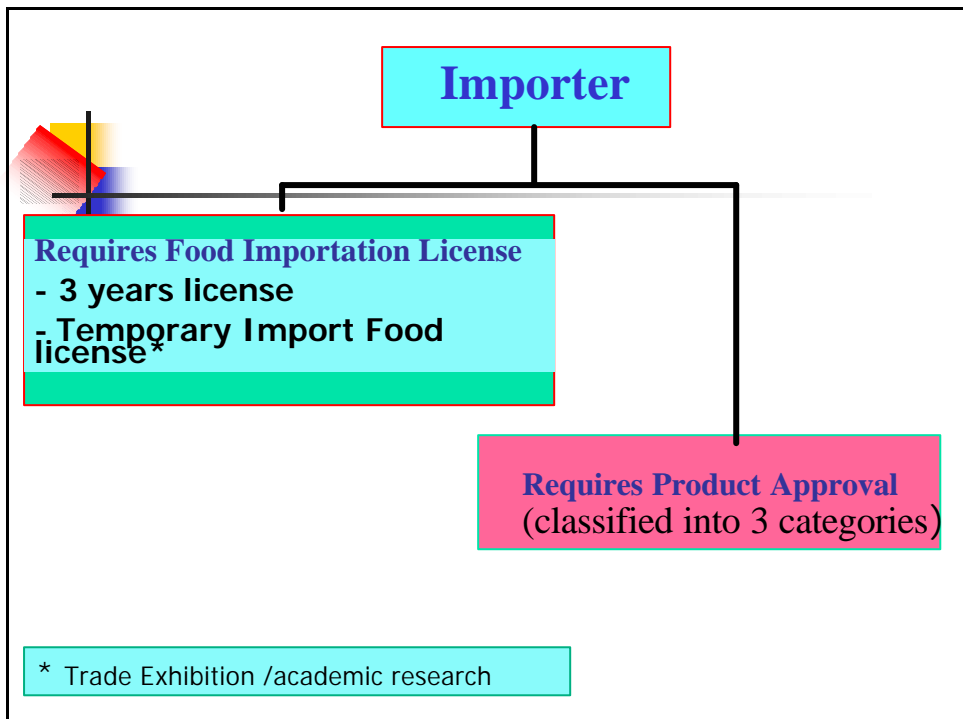 Importer
Requires Food Importation License
- 3 years license
- Temporary Import Food
license*
Requires Product Approval
(classified into 3 categories)
* Trade Exhibition /academic research